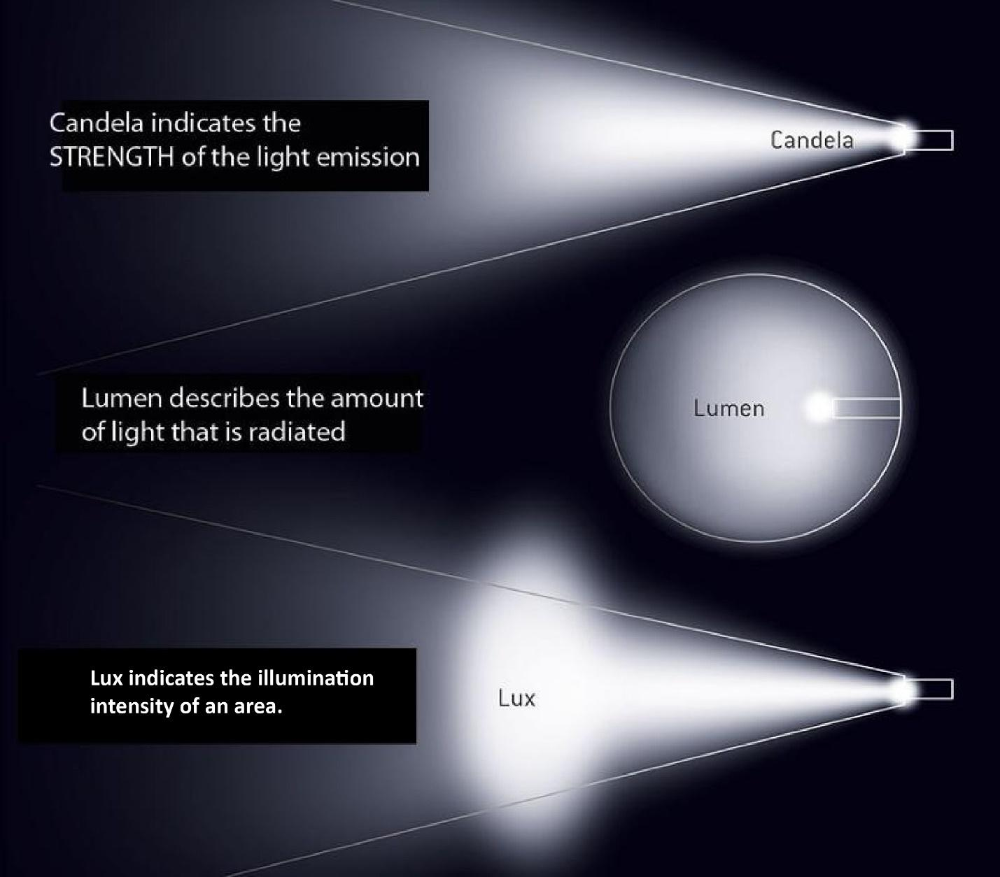 Candela indicates the
STRENGTH of the light emission
Candela
Lumen describes the amount
of light that is radiated
Lumen
Lux indicates the illumination
intensity of an area.
Lux